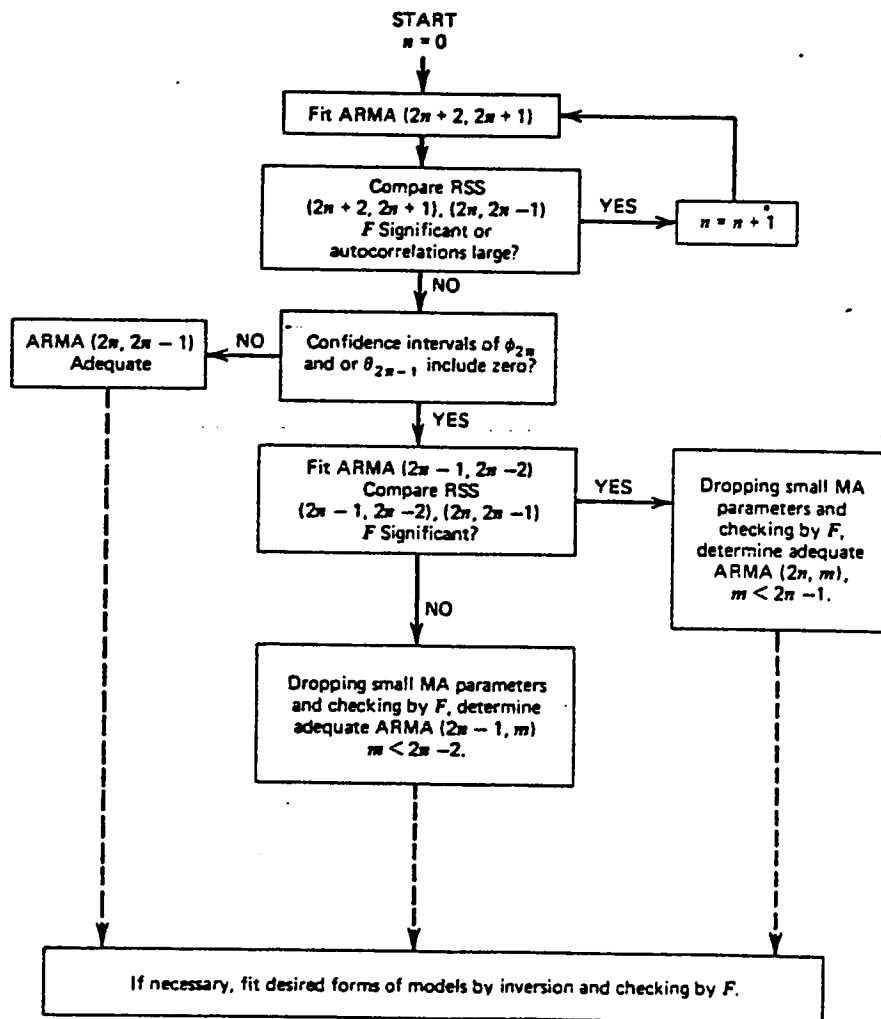 START
n = 0
Fit ARMA (2n + 2, 2n + 1)
Compare RSS
(2n + 2, 2n + 1), (2n, 2n − 1)
F Significant or
autocorrelations large?
YES
n = n + 1
NO
ARMA (2n, 2n − 1)
Adequate
NO
Confidence intervals of ϕ₂ₙ
and or θ₂ₙ₋₁ include zero?
YES
Fit ARMA (2n − 1, 2n − 2)
Compare RSS
(2n − 1, 2n − 2), (2n, 2n − 1)
F Significant?
YES
Dropping small MA
parameters and
checking by F,
determine adequate
ARMA (2n, m),
m < 2n − 1.
NO
Dropping small MA parameters
and checking by F, determine
adequate ARMA (2n − 1, m)
m < 2n − 2.
If necessary, fit desired forms of models by inversion and checking by F.